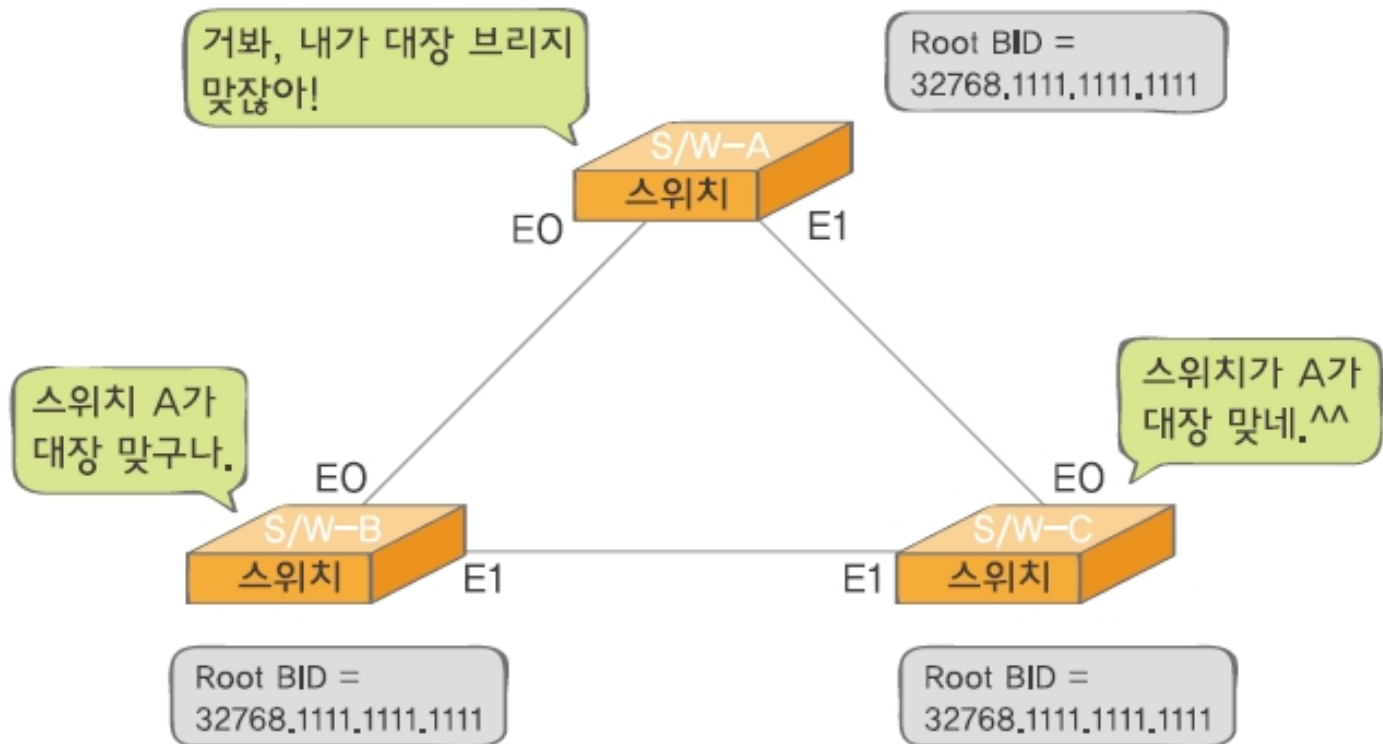 거봐, 내가 대장 브리지
맞잖아!
Root BID =
32768.1111.1111.1111
S/W-A
스위치
E0
E1
스위치 A가
대장 맞구나.
스위치가 A가
대장 맞네.^^
E0
E0
S/W-B
스위치
E1
E1
S/W-C
스위치
Root BID =
32768.1111.1111.1111
Root BID =
32768.1111.1111.1111